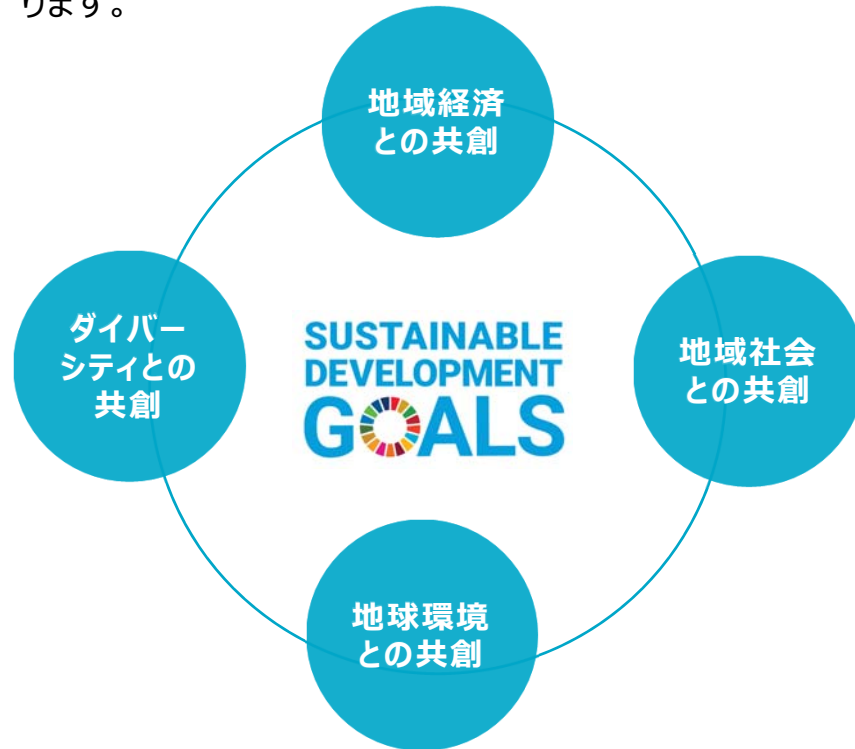 ります。
地域経済
との共創
ダイバー
シティとの
共創
SUSTAINABLE
DEVELOPMENT
GOALS
地域社会
との共創
地球環境
との共創